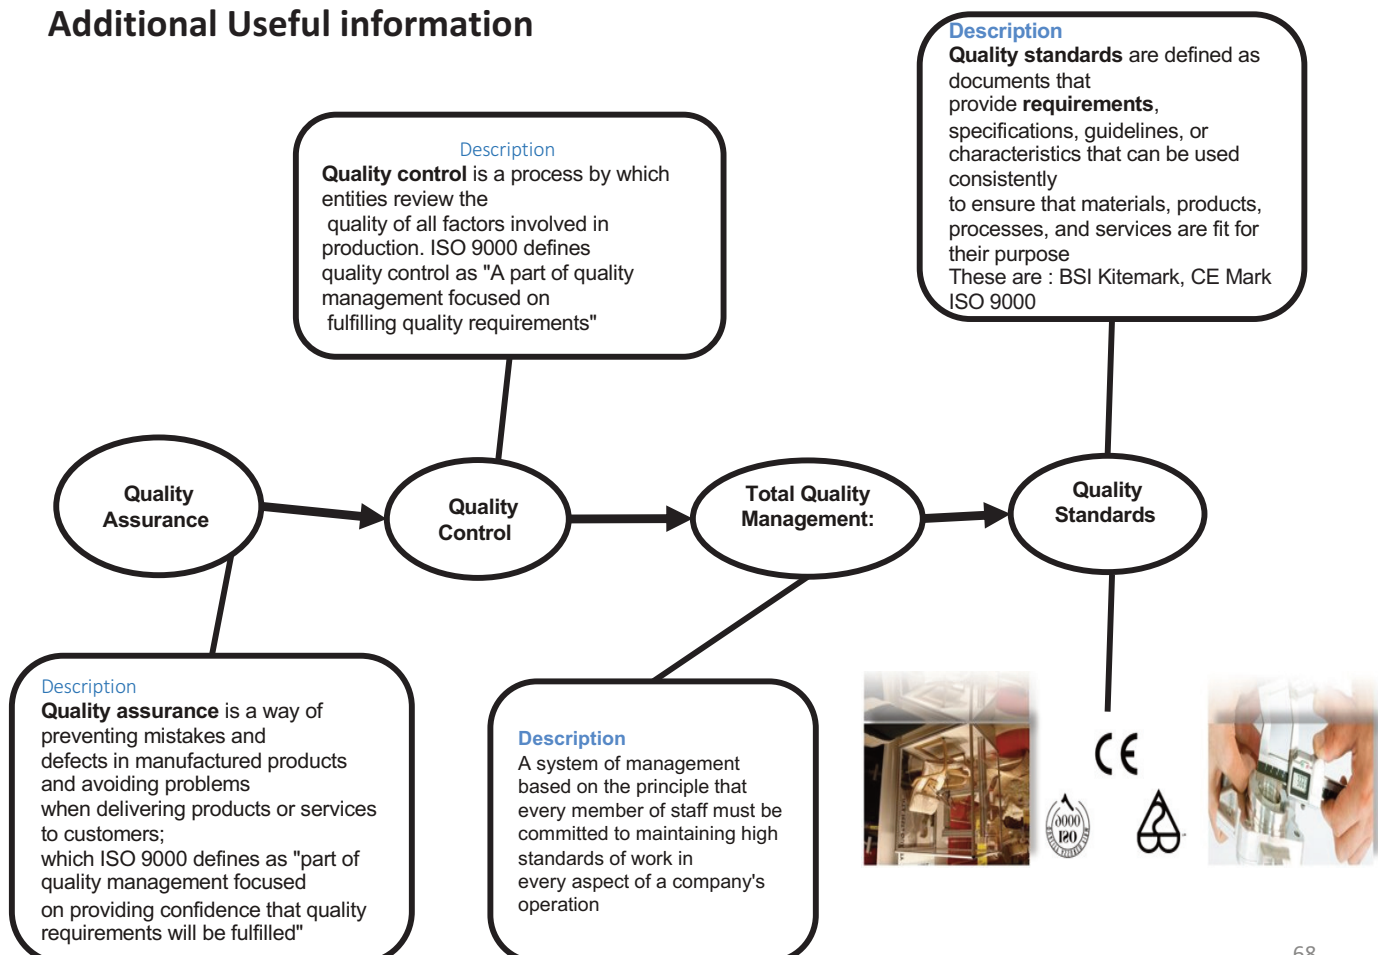 Additional Useful information
Description
Quality standards are defined as
documents that
provide requirements,
specifications, guidelines, or
characteristics that can be used
consistently
to ensure that materials, products,
processes, and services are fit for
their purpose
These are : BSI Kitemark, CE Mark
ISO 9000
Description
Quality control is a process by which
entities review the
quality of all factors involved in
production. ISO 9000 defines
quality control as "A part of quality
management focused on
fulfilling quality requirements"
Quality
Assurance
Quality
Control
Total Quality
Management:
Quality
Standards
Description
Quality assurance is a way of
preventing mistakes and
defects in manufactured products
and avoiding problems
when delivering products or services
to customers;
which ISO 9000 defines as "part of
quality management focused
on providing confidence that quality
requirements will be fulfilled"
Description
A system of management
based on the principle that
every member of staff must be
committed to maintaining high
standards of work in
every aspect of a company's
operation
CE
9000
ISO
68